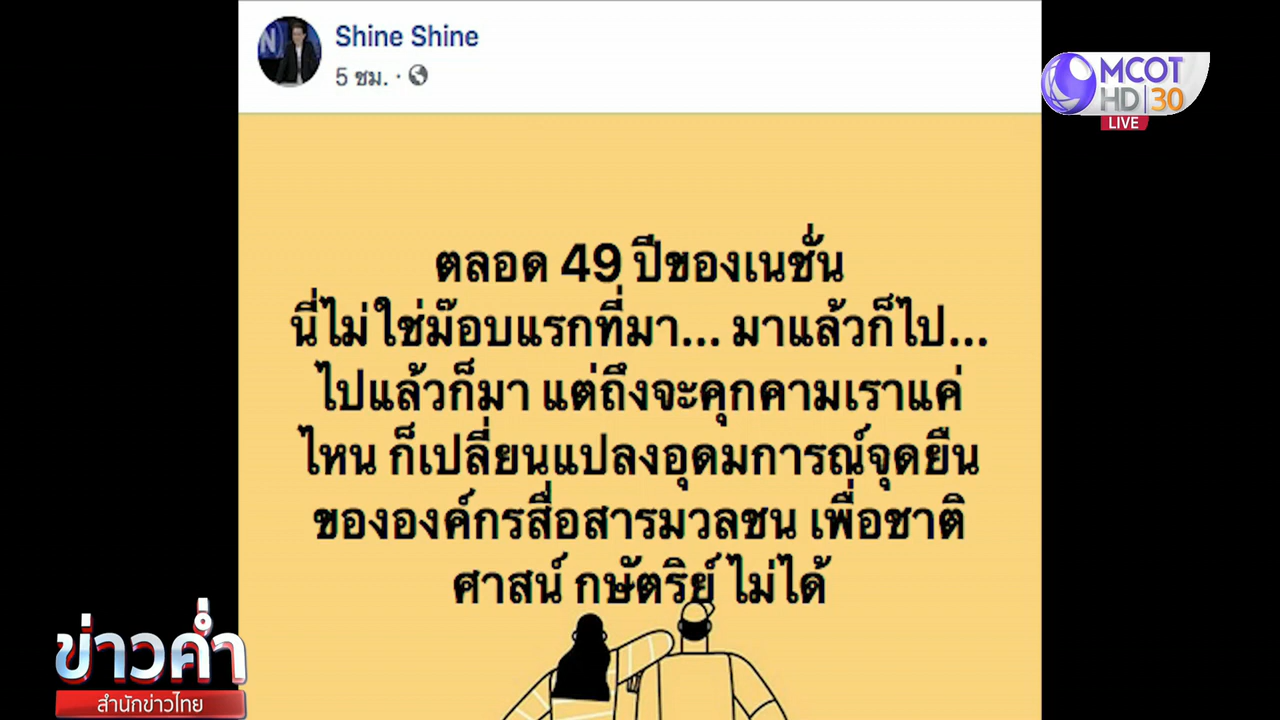 Shine Shine
5 ชม. ·
N
MCOT
HD 30
LIVE
ตลอด 49 ปีของเนชั่น
นี่ไม่ใช่ม๊อบแรกที่มา... มาแล้วก็ไป...
ไปแล้วก็มา แต่ถึงจะคุกคามเราแค่
ไหน ก็เปลี่ยนแปลงอุดมการณ์จุดยืน
ขององค์กรสื่อสารมวลชน เพื่อชาติ
ศาสน์ กษัตริย์ ไม่ได้
ข่าวค่ำ
สำนักข่าวไทย